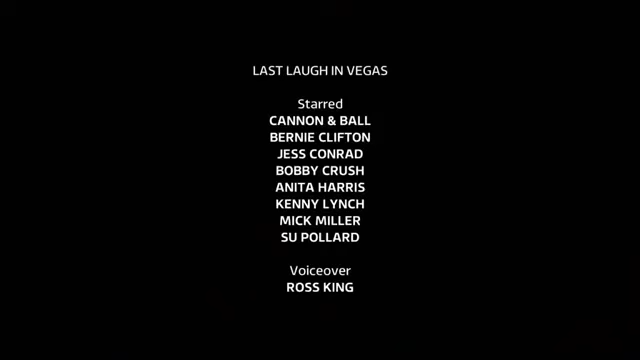 LAST LAUGH IN VEGAS
Starred
CANNON & BALL
BERNIE CLIFTON
JESS CONRAD
BOBBY CRUSH
ANITA HARRIS
KENNY LYNCH
MICK MILLER
SU POLLARD
Voiceover
ROSS KING